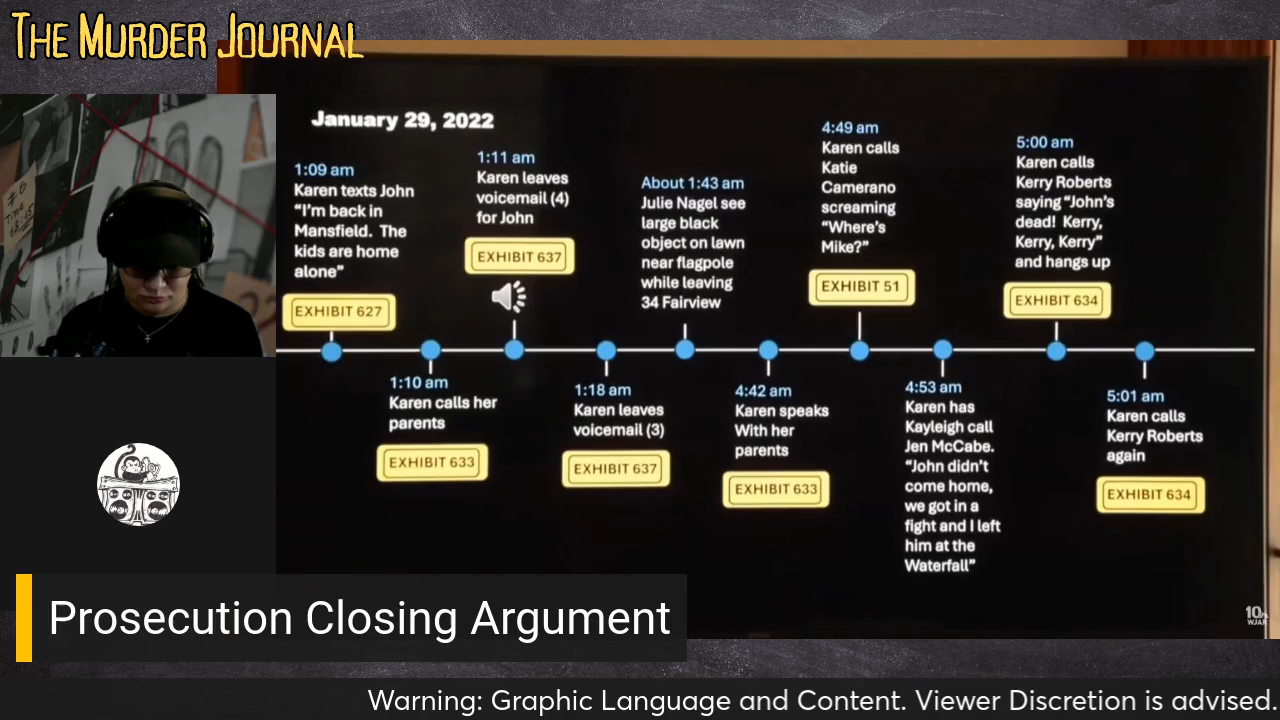 THE MURDER JOURNAL
January 29, 2022
1:09 am
Karen texts John
“I’m back in
Mansfield. The
kids are home
alone”
EXHIBIT 627
1:10 am
Karen calls her
parents
EXHIBIT 633
1:11 am
Karen leaves
voicemail (4)
for John
EXHIBIT 637
1:18 am
Karen leaves
voicemail (3)
EXHIBIT 637
About 1:43 am
Julie Nagel see
large black
object on lawn
near flagpole
while leaving
34 Fairview
4:42 am
Karen speaks
With her
parents
EXHIBIT 633
4:49 am
Karen calls
Katie
Camerano
screaming
“Where’s
Mike?”
EXHIBIT 51
4:53 am
Karen has
Kayleigh call
Jen McCabe.
“John didn’t
come home,
we got in a
fight and I left
him at the
Waterfall”
5:00 am
Karen calls
Kerry Roberts
saying “John’s
dead! Kerry,
Kerry, Kerry”
and hangs up
EXHIBIT 634
5:01 am
Karen calls
Kerry Roberts
again
EXHIBIT 634
10
WJAR
Prosecution Closing Argument
Warning: Graphic Language and Content. Viewer Discretion is advised.